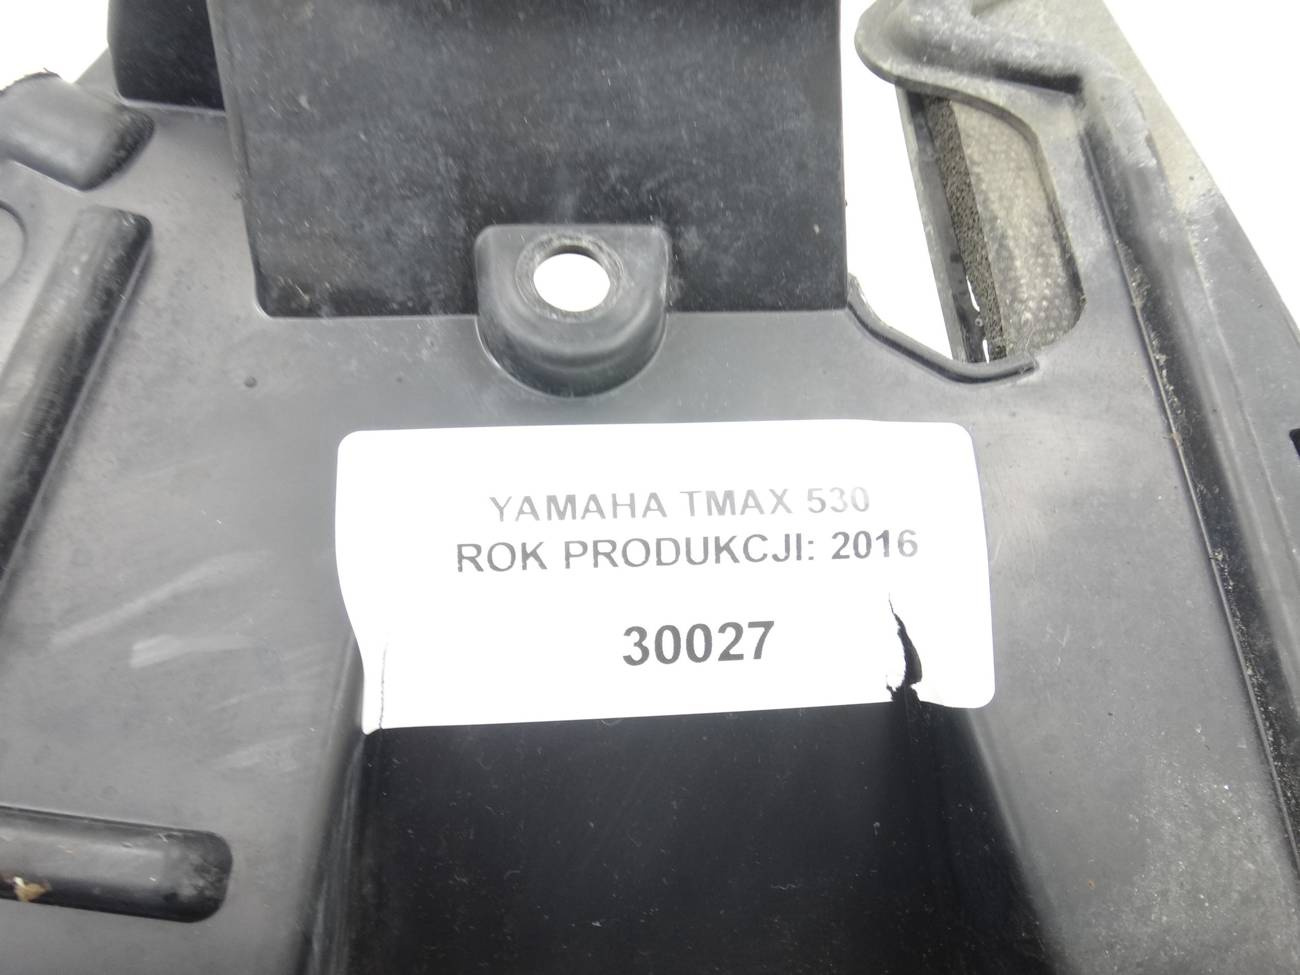 YAMAHA TMAX 530
ROK PRODUKCJI: 2016
30027